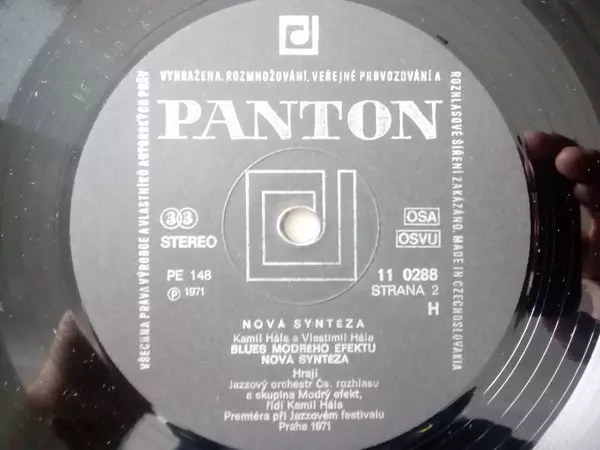 VŠECHNA PRÁVA VÝROBCE A VLASTNÍKŮ AUTORSKÝCH PRÁV
VYHRAŽENA. ROZMNOŽOVÁNÍ, VEŘEJNÉ PROVOZOVÁNÍ A
ROZHLASOVÉ ŠÍŘENÍ ZAKÁZÁNO. MADE IN CZECHOSLOVAKIA
PANTON
33
STEREO
OSA
OSVU
PE 148
℗ 1971
11 0288
STRANA 2
H
NOVÁ SYNTÉZA
Kamil Hála a Vlastimil Hála
BLUES MODRÉHO EFEKTU
NOVÁ SYNTÉZA
Hrají
Jazzový orchestr Čs. rozhlasu
a skupina Modrý efekt,
řídí Kamil Hála
Premiéra při Jazzovém festivalu
Praha 1971